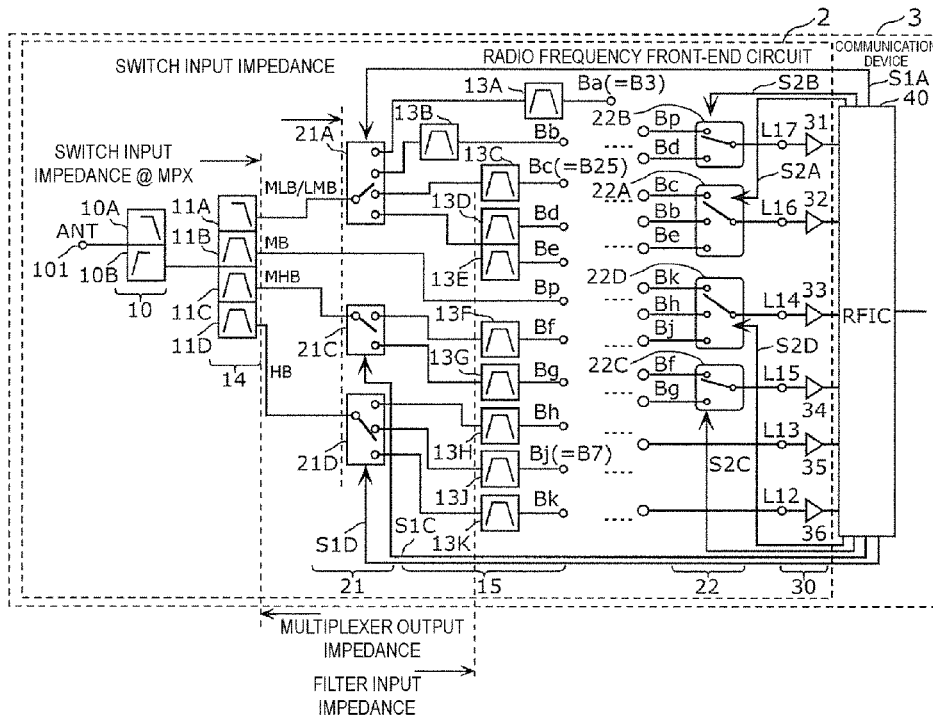 2
3
RADIO FREQUENCY FRONT-END CIRCUIT
COMMUNICATION
DEVICE
SWITCH INPUT IMPEDANCE
S1A
40
13A
Ba(=B3)
S2B
22B
13B
21A
Bb
Bp
Bd
L17
31
S2A
SWITCH INPUT
IMPEDANCE @ MPX
13C
Bc(=B25)
22A
Bc
Bb
Be
L16
32
MLB/LMB
11A
10A
ANT
101
10B
10
11B
MB
13D
Bd
Be
13E
22D
Bp
Bk
Bh
Bj
L14
33
RFIC
MHB
11C
11D
14
HB
21C
13F
Bf
13G
Bg
22C
Bf
Bg
S2D
L15
34
13H
Bh
21D
L13
35
13J
Bj(=B7)
S2C
13K
Bk
L12
36
S1D
S1C
21
15
22
30
MULTIPLEXER OUTPUT
IMPEDANCE
FILTER INPUT
IMPEDANCE